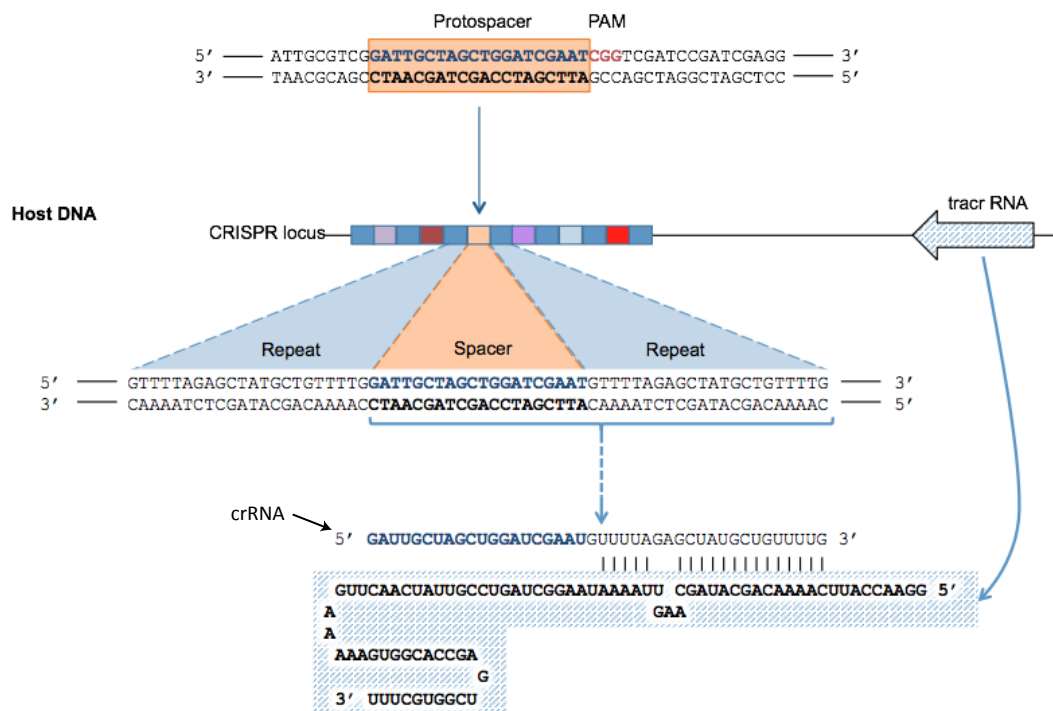 Protospacer PAM
5′ ATTGCGTCGGATTGCTAGCTGGATCGAATCGGTCGATCCGATCGAGG 3′
3′ TAACGCAGCCTAACGATCGACCTAGCTTAGCCAGCTAGGCTAGCTCC 5′
Host DNA
tracr RNA
CRISPR locus
Repeat Spacer Repeat
5′ GTTTTAGAGCTATGCTGTTTTGGATTGCTAGCTGGATCGAATGTTTTAGAGCTATGCTGTTTTG 3′
3′ CAAAATCTCGATACGACAAAACCTAACGATCGACCTAGCTTACAAAATCTCGATACGACAAAAC 5′
crRNA
5′ GAUUGCUAGCUGGAUCGAAUGUUUUAGAGCUAUGCUGUUUUG 3′
GUUCAACUAUUGCCUGAUCGGAAUAAAAUU CGAUACGACAAAACUUACCAAGG 5′
A GAA
A
AAAGUGGCACCGA
G
3′ UUUCGUGGCU